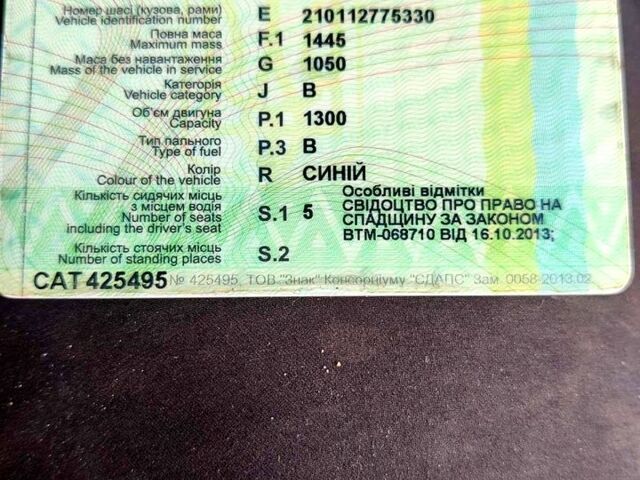 Номер шасі (кузова, рами)
Vehicle identification number E 210112775330
Повна маса
Maximum mass F.1 1445
Маса без навантаження
Mass of the vehicle in service G 1050
Категорія
Vehicle category J B
Об'єм двигуна
Capacity P.1 1300
Тип пального
Type of fuel P.3 B
Колір
Colour of the vehicle R СИНІЙ
Кількість сидячих місць
з місцем водія
Number of seats
including the driver's seat S.1 5
Особливі відмітки
СВІДОЦТВО ПРО ПРАВО НА
СПАДЩИНУ ЗА ЗАКОНОМ
ВТМ-068710 ВІД 16.10.2013;
Кількість стоячих місць
Number of standing places S.2
САТ 425495 № 425495, ТОВ "Знак" Консорціуму "ЄДАПС" Зам. 0058-2013.02